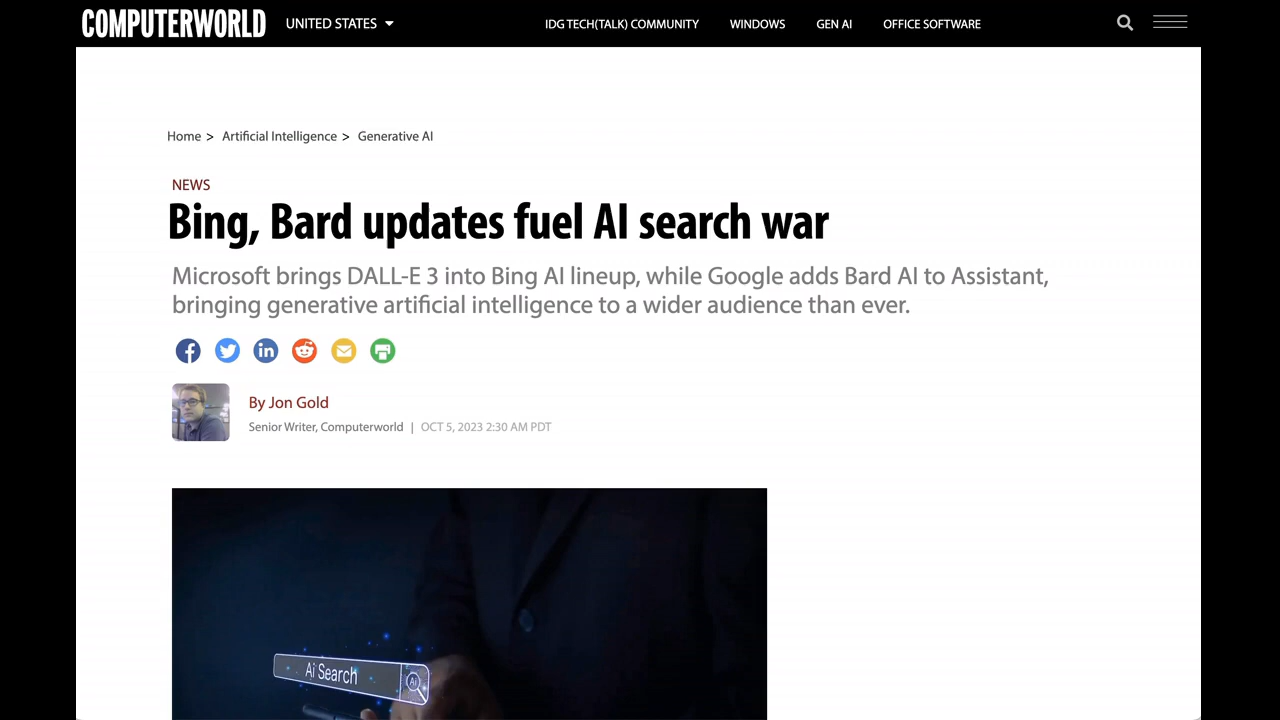 COMPUTERWORLD
UNITED STATES
IDG TECH(TALK) COMMUNITY
WINDOWS
GEN AI
OFFICE SOFTWARE
Home > Artificial Intelligence > Generative AI
NEWS
Bing, Bard updates fuel AI search war
Microsoft brings DALL-E 3 into Bing AI lineup, while Google adds Bard AI to Assistant,
bringing generative artificial intelligence to a wider audience than ever.
By Jon Gold
Senior Writer, Computerworld | OCT 5, 2023 2:30 AM PDT
Ai Search
Ai